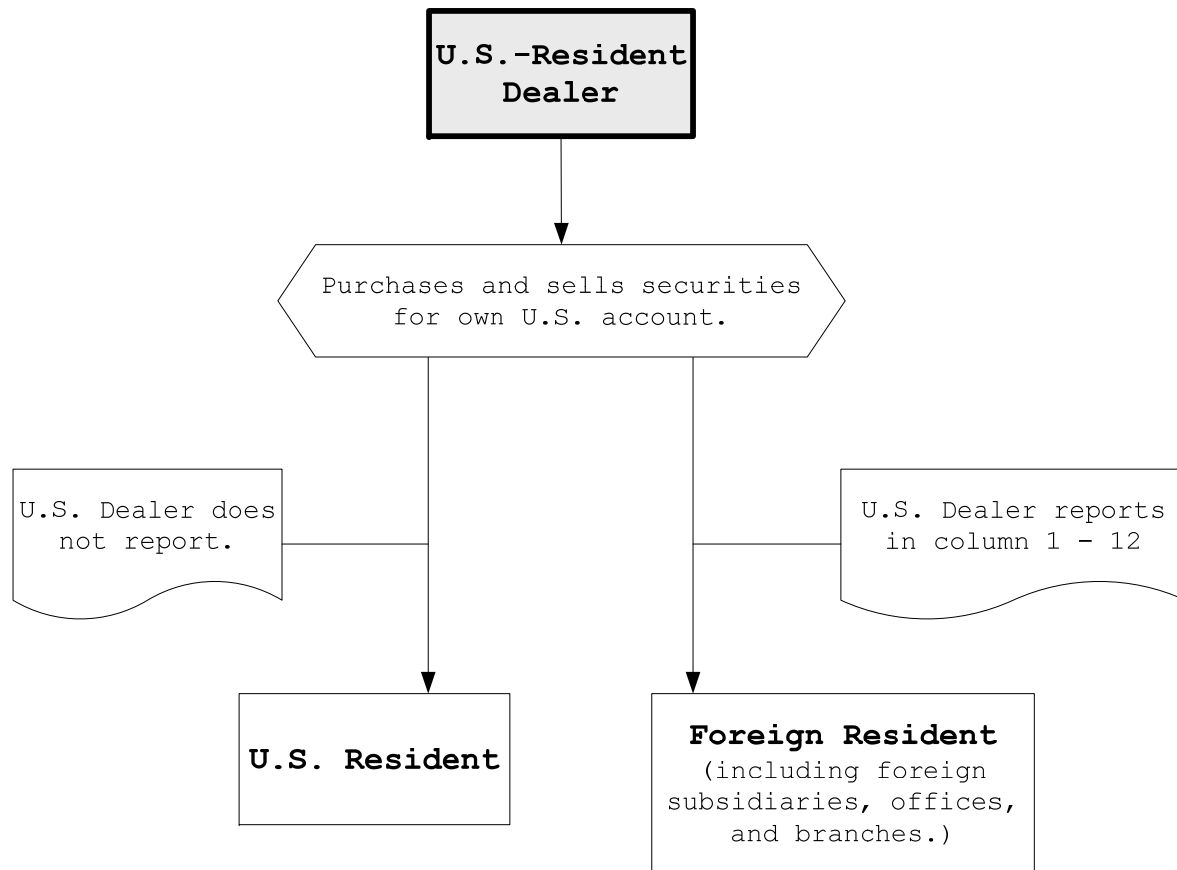 U.S.-Resident
Dealer
Purchases and sells securities
for own U.S. account.
U.S. Dealer does
not report.
U.S. Dealer reports
in column 1 – 12
U.S. Resident
Foreign Resident
(including foreign
subsidiaries, offices,
and branches.)